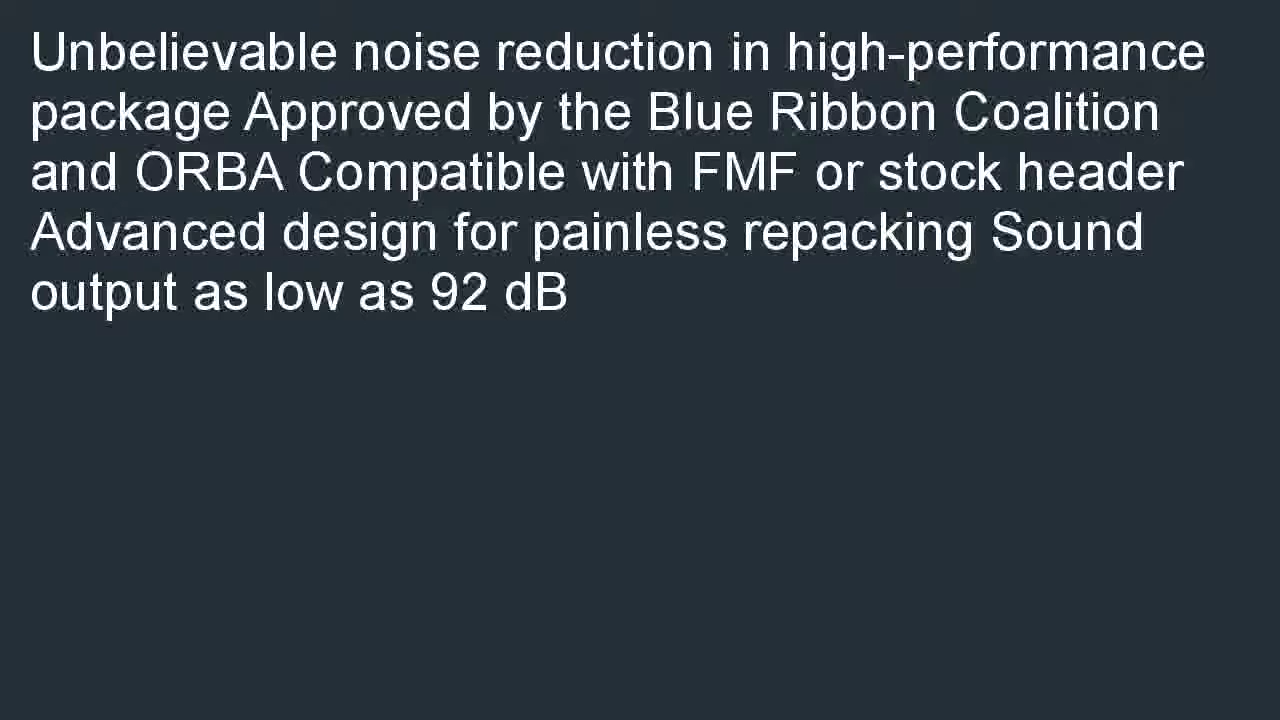 Unbelievable noise reduction in high-performance
package Approved by the Blue Ribbon Coalition
and ORBA Compatible with FMF or stock header
Advanced design for painless repacking Sound
output as low as 92 dB